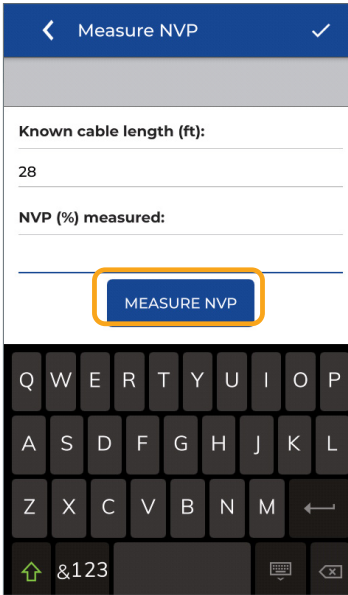 Measure NVP
Known cable length (ft):
28
NVP (%) measured:
MEASURE NVP
Q W E R T Y U I O P
A S D F G H J K L
Z X C V B N M
&123